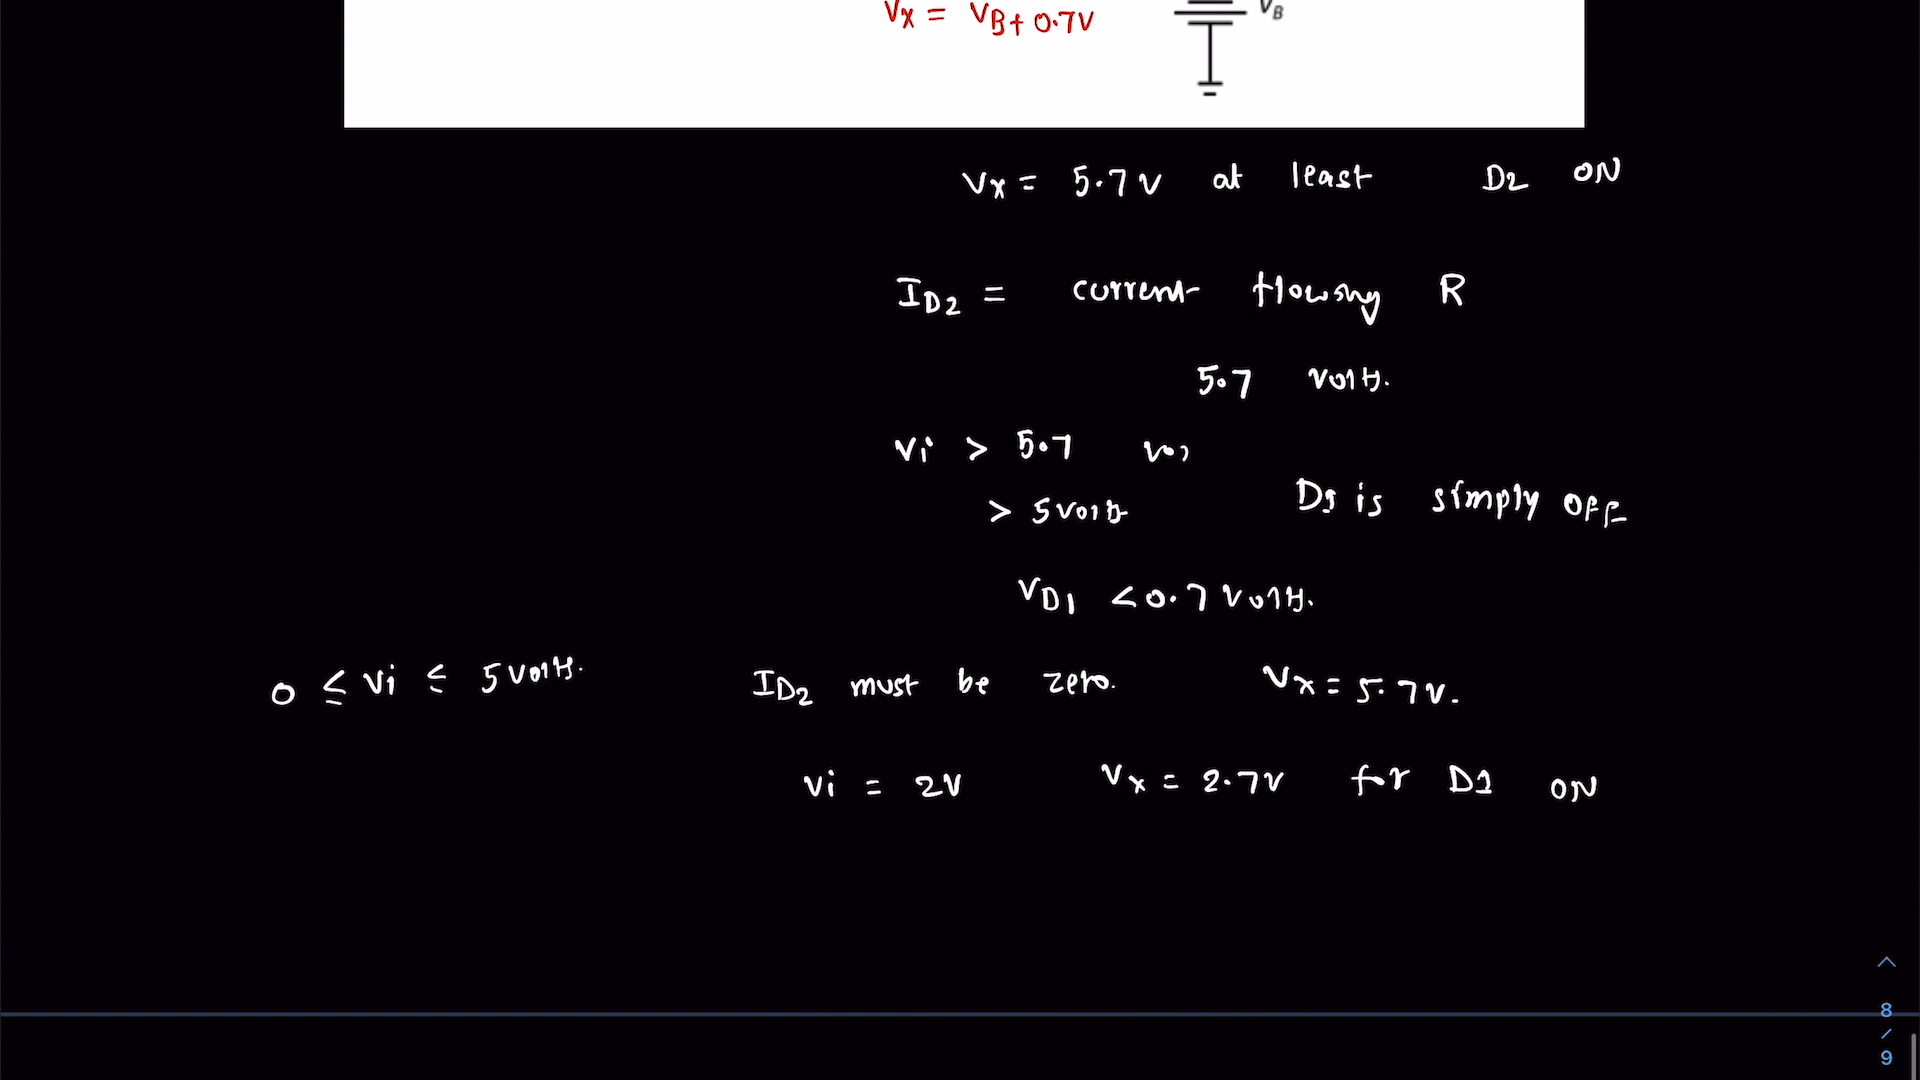 Vx = VB + 0.7V
VB
Vx = 5.7V at least D2 ON
ID2 = current flowing R
5.7 volts.
Vi > 5.7
> 5 volts
D1 is simply OFF
VD1 < 0.7 volts.
0 ≤ Vi ≤ 5 volts.
ID2 must be zero.
Vx = 5.7V.
Vi = 2V
Vx = 2.7V for D1 ON
8
/
9